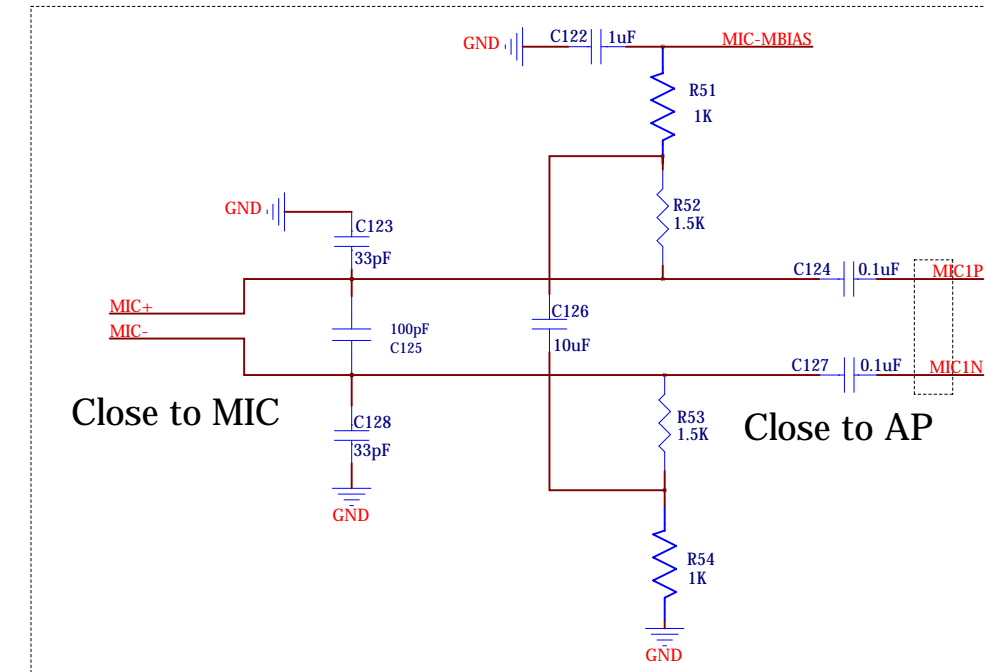 GND
C122
1uF
MIC-MBIAS
R51
1K
GND
C123
33pF
R52
1.5K
C124
0.1uF
MIC1P
MIC+
MIC-
100pF
C125
C126
10uF
C127
0.1uF
MIC1N
Close to MIC
C128
33pF
R53
1.5K
Close to AP
GND
R54
1K
GND